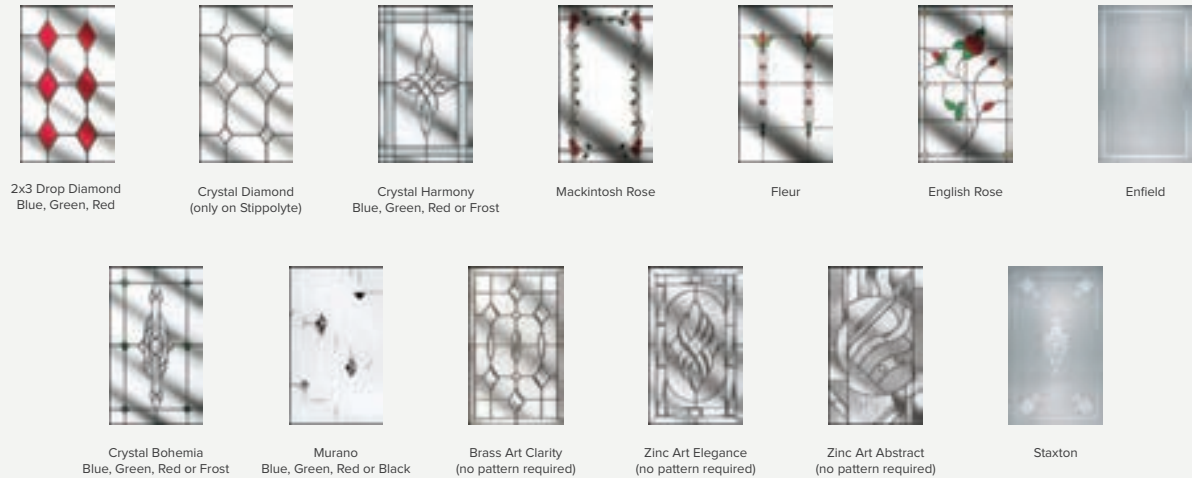 2x3 Drop Diamond
Blue, Green, Red
Crystal Diamond
(only on Stippolyte)
Crystal Harmony
Blue, Green, Red or Frost
Mackintosh Rose
Fleur
English Rose
Enfield
Crystal Bohemia
Blue, Green, Red or Frost
Murano
Blue, Green, Red or Black
Brass Art Clarity
(no pattern required)
Zinc Art Elegance
(no pattern required)
Zinc Art Abstract
(no pattern required)
Staxton